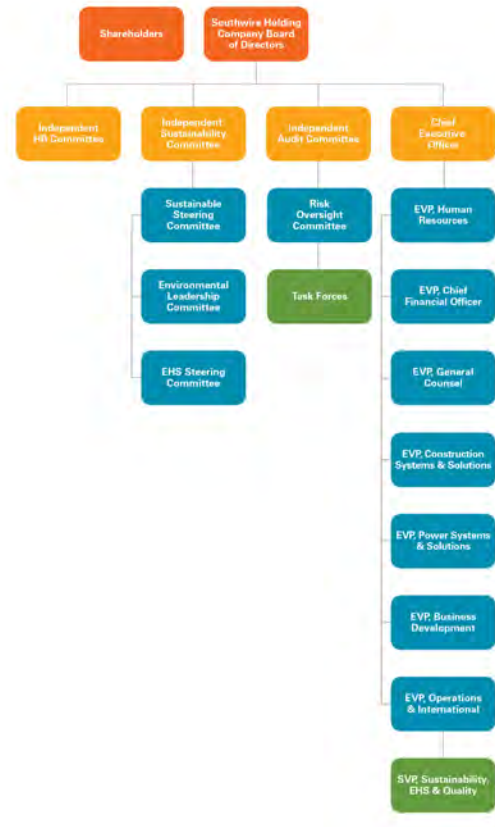 Shareholders
Southwire Holding
Company Board
of Directors
Independent
HR Committee
Independent
Sustainability
Committee
Independent
Audit Committee
Chief
Executive
Officer
Sustainable
Steering
Committee
Environmental
Leadership
Committee
EHS Steering
Committee
Risk
Oversight
Committee
Task Forces
EVP, Human
Resources
EVP, Chief
Financial Officer
EVP, General
Counsel
EVP, Construction
Systems & Solutions
EVP, Power Systems
& Solutions
EVP, Business
Development
EVP, Operations
& International
SVP, Sustainability,
EHS & Quality